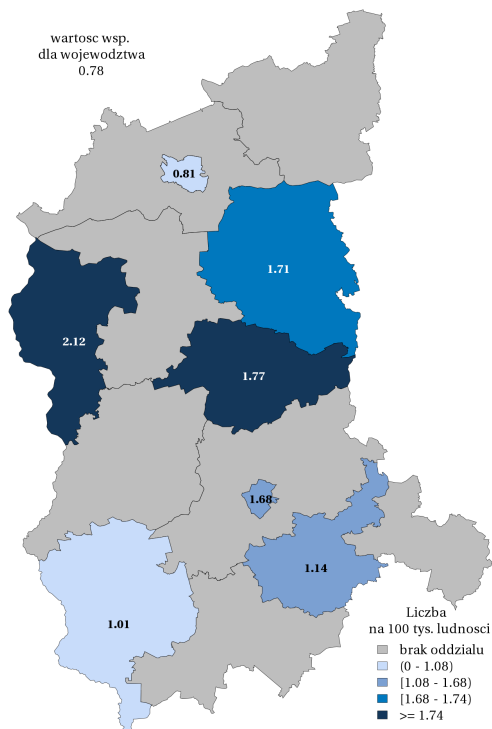 wartosc wsp.
dla wojewodztwa
0.78
0.81
1.71
2.12
1.77
1.68
1.14
1.01
Liczba
na 100 tys. ludnosci
brak oddzialu
(0 - 1.08)
[1.08 - 1.68)
[1.68 - 1.74)
>= 1.74